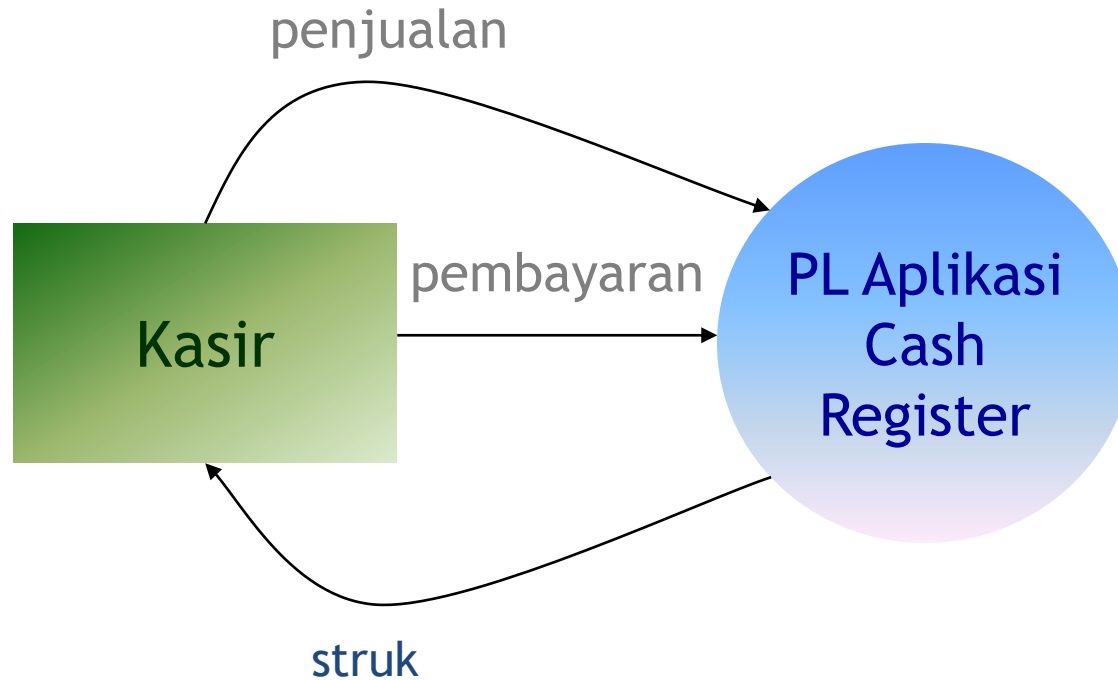 penjualan
pembayaran
Kasir
PL Aplikasi
Cash
Register
struk